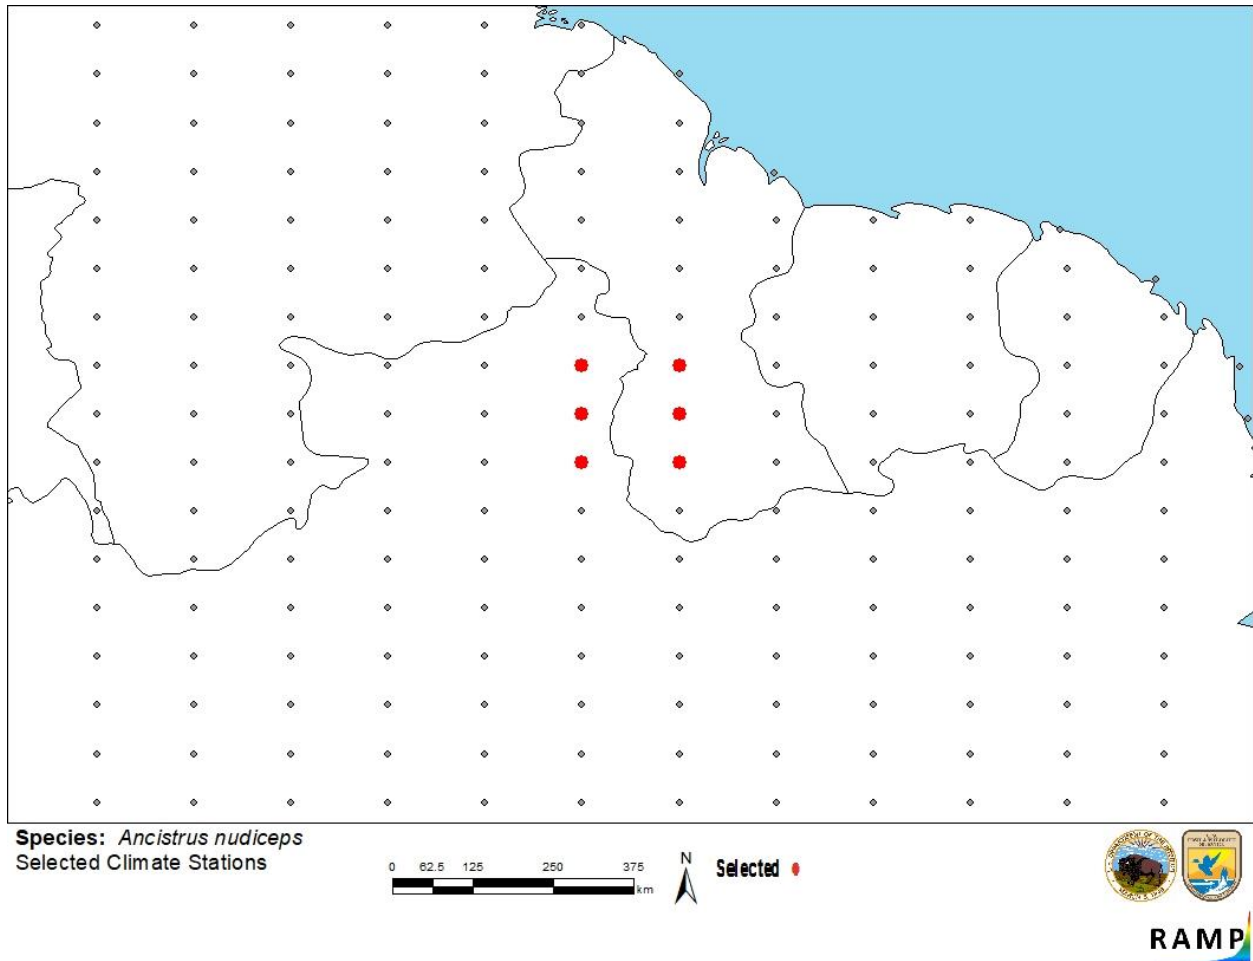 Species: Ancistrus nudiceps
Selected Climate Stations
0 62.5 125 250 375
km
N
Selected
RAMP